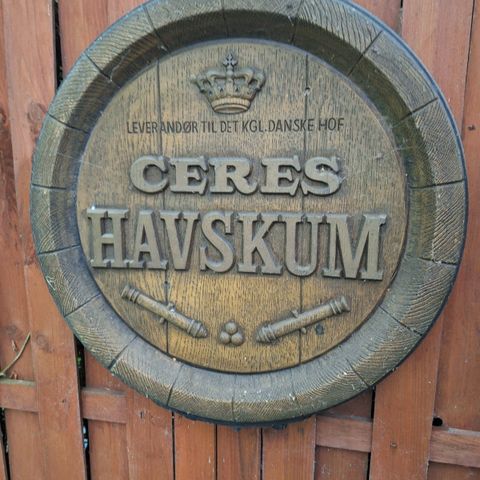 LEVERANDØR TIL DET KGL. DANSKE HOF
CERES
HAVSKUM